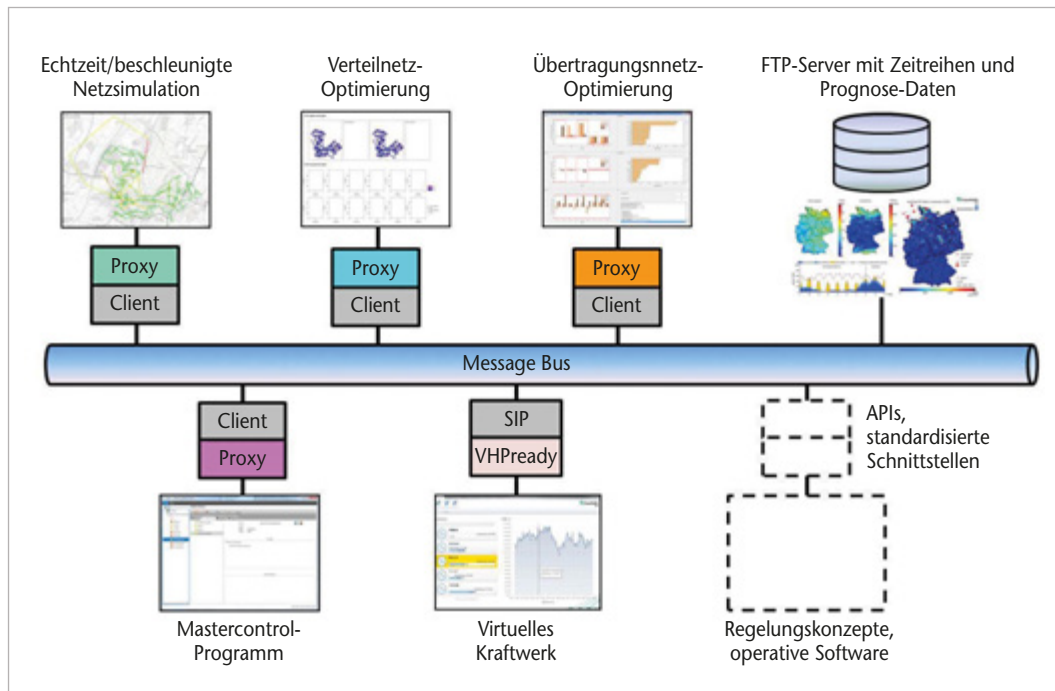 Echtzeit/beschleunigte
Netzsimulation
Verteilnetz-
Optimierung
Übertragungsnnetz-
Optimierung
FTP-Server mit Zeitreihen und
Prognose-Daten
Proxy
Client
Proxy
Client
Proxy
Client
Message Bus
Client
Proxy
SIP
VHPready
APIs,
standardisierte
Schnittstellen
Mastercontrol-
Programm
Virtuelles
Kraftwerk
Regelungskonzepte,
operative Software